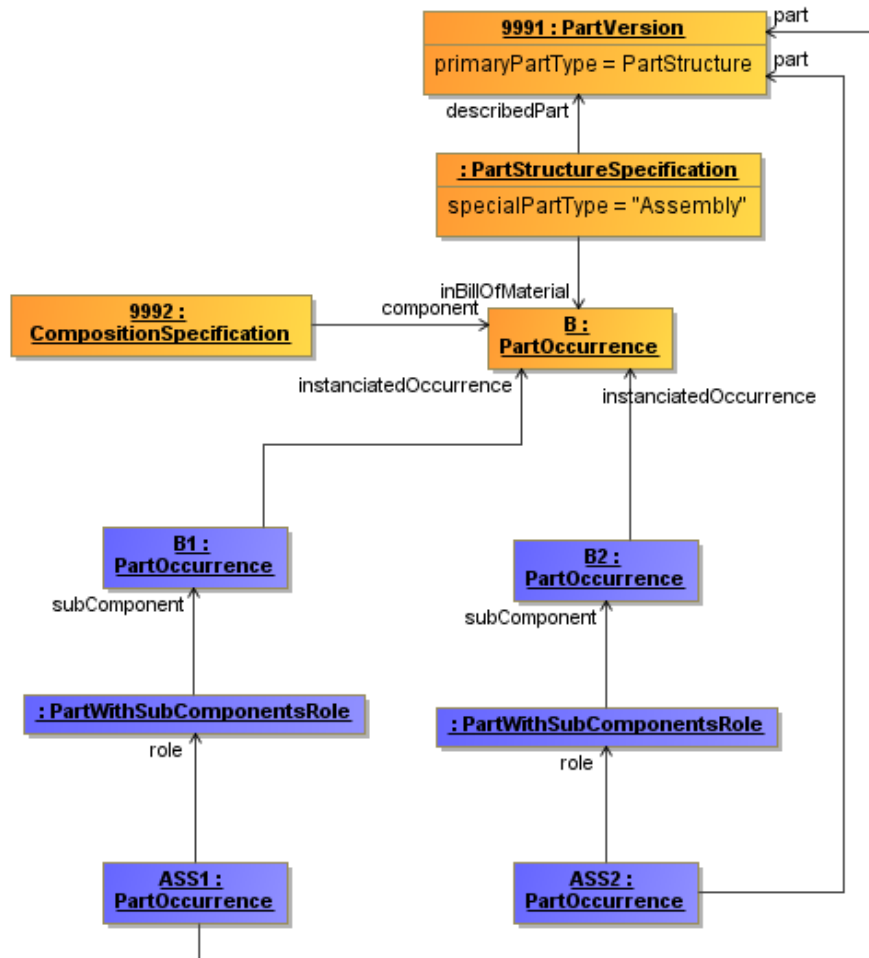 9991 : PartVersion
part
primaryPartType = PartStructure
part
describedPart
: PartStructureSpecification
specialPartType = "Assembly"
inBillOfMaterial
9992 :
CompositionSpecification
component
B :
PartOccurrence
instanciatedOccurrence
instanciatedOccurrence
B1 :
PartOccurrence
B2 :
PartOccurrence
subComponent
subComponent
: PartWithSubComponentsRole
: PartWithSubComponentsRole
role
role
ASS1 :
PartOccurrence
ASS2 :
PartOccurrence